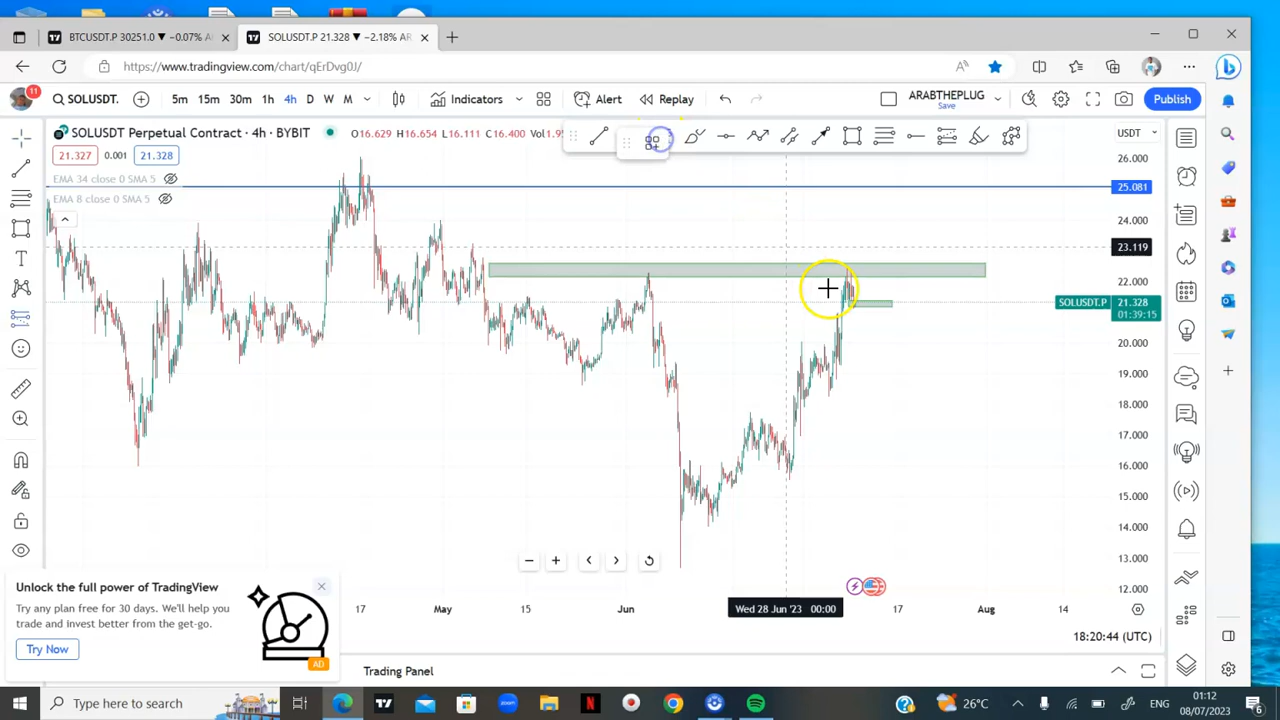 BTCUSDT.P 30251.0 ▼ −0.07%
SOLUSDT.P 21.328 ▼ −2.18% AR
https://www.tradingview.com/chart/qErDvg0J/
11
SOLUSDT.
5m 15m 30m 1h 4h D W M
Indicators
Alert
Replay
ARABTHEPLUG
Save
Publish
SOLUSDT Perpetual Contract · 4h · BYBIT
O16.629 H16.654 L16.111 C16.400
USDT
21.327 0.001 21.328
EMA 34 close 0 SMA 5
EMA 8 close 0 SMA 5
26.000
25.081
24.000
23.119
22.000
SOLUSDT.P 21.328
01:39:15
20.000
19.000
18.000
17.000
16.000
15.000
14.000
13.000
12.000
17 May 15 Jun Wed 28 Jun '23 00:00 17 Aug 14
18:20:44 (UTC)
Unlock the full power of TradingView
Try any plan free for 30 days. We'll help you
trade and invest better from the get-go.
Try Now
AD
Trading Panel
Type here to search
26°C
ENG
01:12
08/07/2023
6